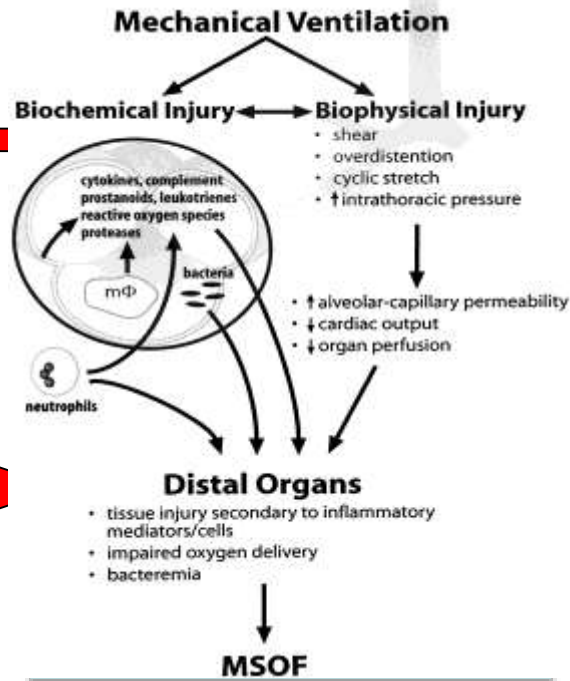 Mechanical Ventilation
Biochemical Injury
Biophysical Injury
• shear
• overdistention
• cyclic stretch
• ↑intrathoracic pressure
cytokines, complement
prostanoids, leukotrienes
reactive oxygen species
proteases
mΦ
bacteria
neutrophils
• ↑alveolar-capillary permeability
• ↓cardiac output
• ↓organ perfusion
Distal Organs
• tissue injury secondary to inflammatory
mediators/cells
• impaired oxygen delivery
• bacteremia
MSOF